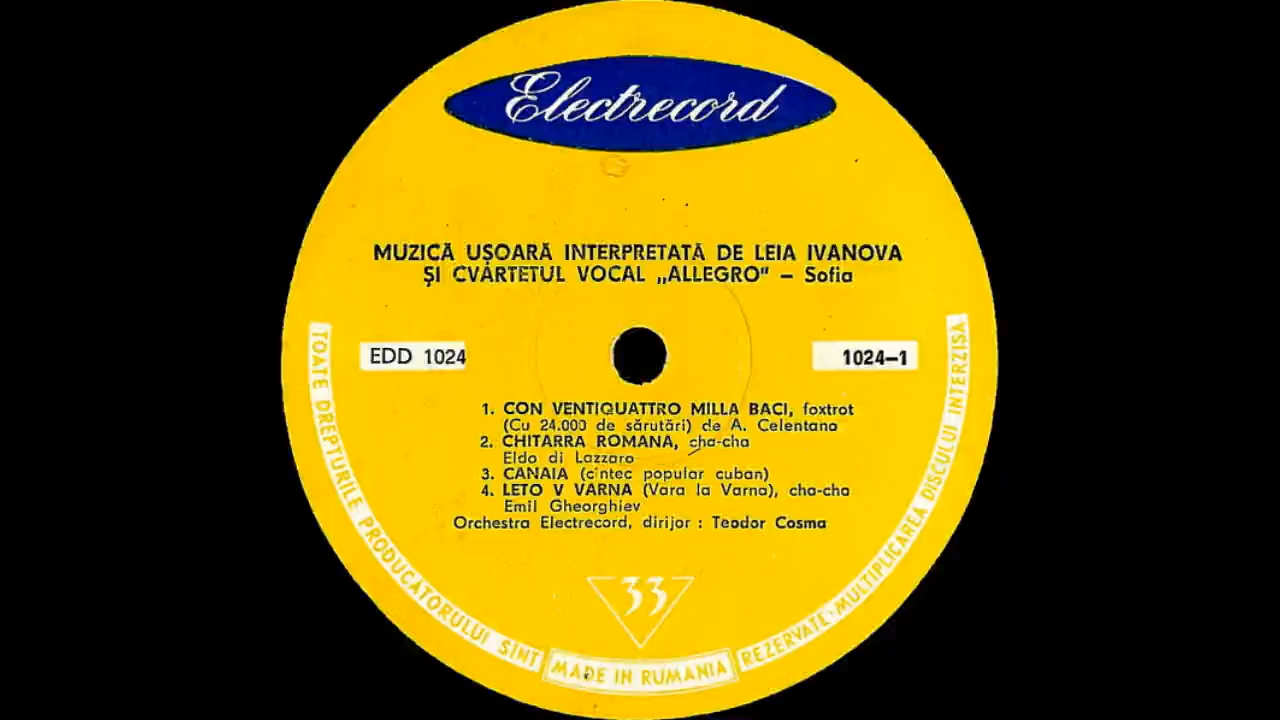 Electrecord
MUZICĂ UȘOARĂ INTERPRETATĂ DE LEIA IVANOVA
ȘI CVARTETUL VOCAL „ALLEGRO" – Sofia
EDD 1024
1024–1
1. CON VENTIQUATTRO MILLA BACI, foxtrot
(Cu 24.000 de sărutări) de A. Celentano
2. CHITARRA ROMANA, cha-cha
Eldo di Lazzaro
3. CANAIA (cîntec popular cuban)
4. LETO V VARNA (Vara la Varna), cha-cha
Emil Gheorghiev
Orchestra Electrecord, dirijor : Teodor Cosma
33
TOATE DREPTURILE PRODUCĂTORULUI SÎNT REZERVATE · MULTIPLICAREA DISCULUI INTERZISĂ
MADE IN RUMANIA